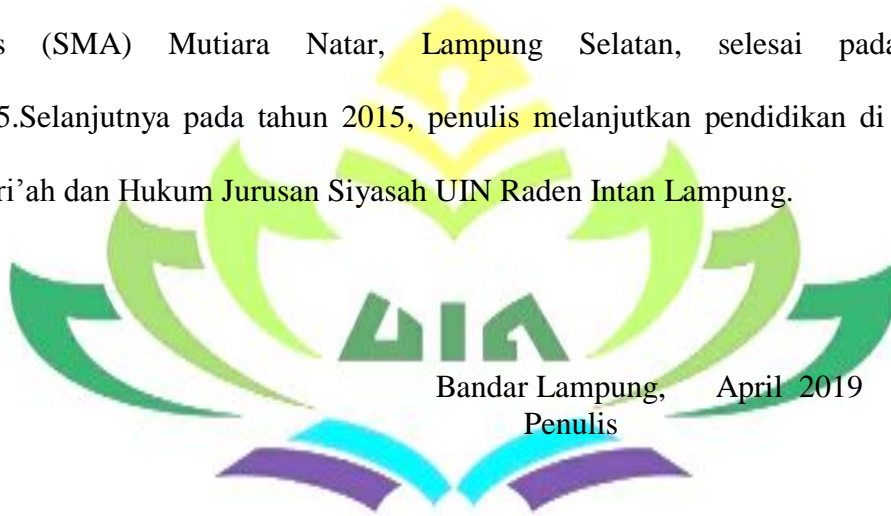 s (SMA) Mutiara Natar, Lampung Selatan, selesai pada
5.Selanjutnya pada tahun 2015, penulis melanjutkan pendidikan di
ri’ah dan Hukum Jurusan Siyasah UIN Raden Intan Lampung.
UIN
Bandar Lampung, April 2019
Penulis